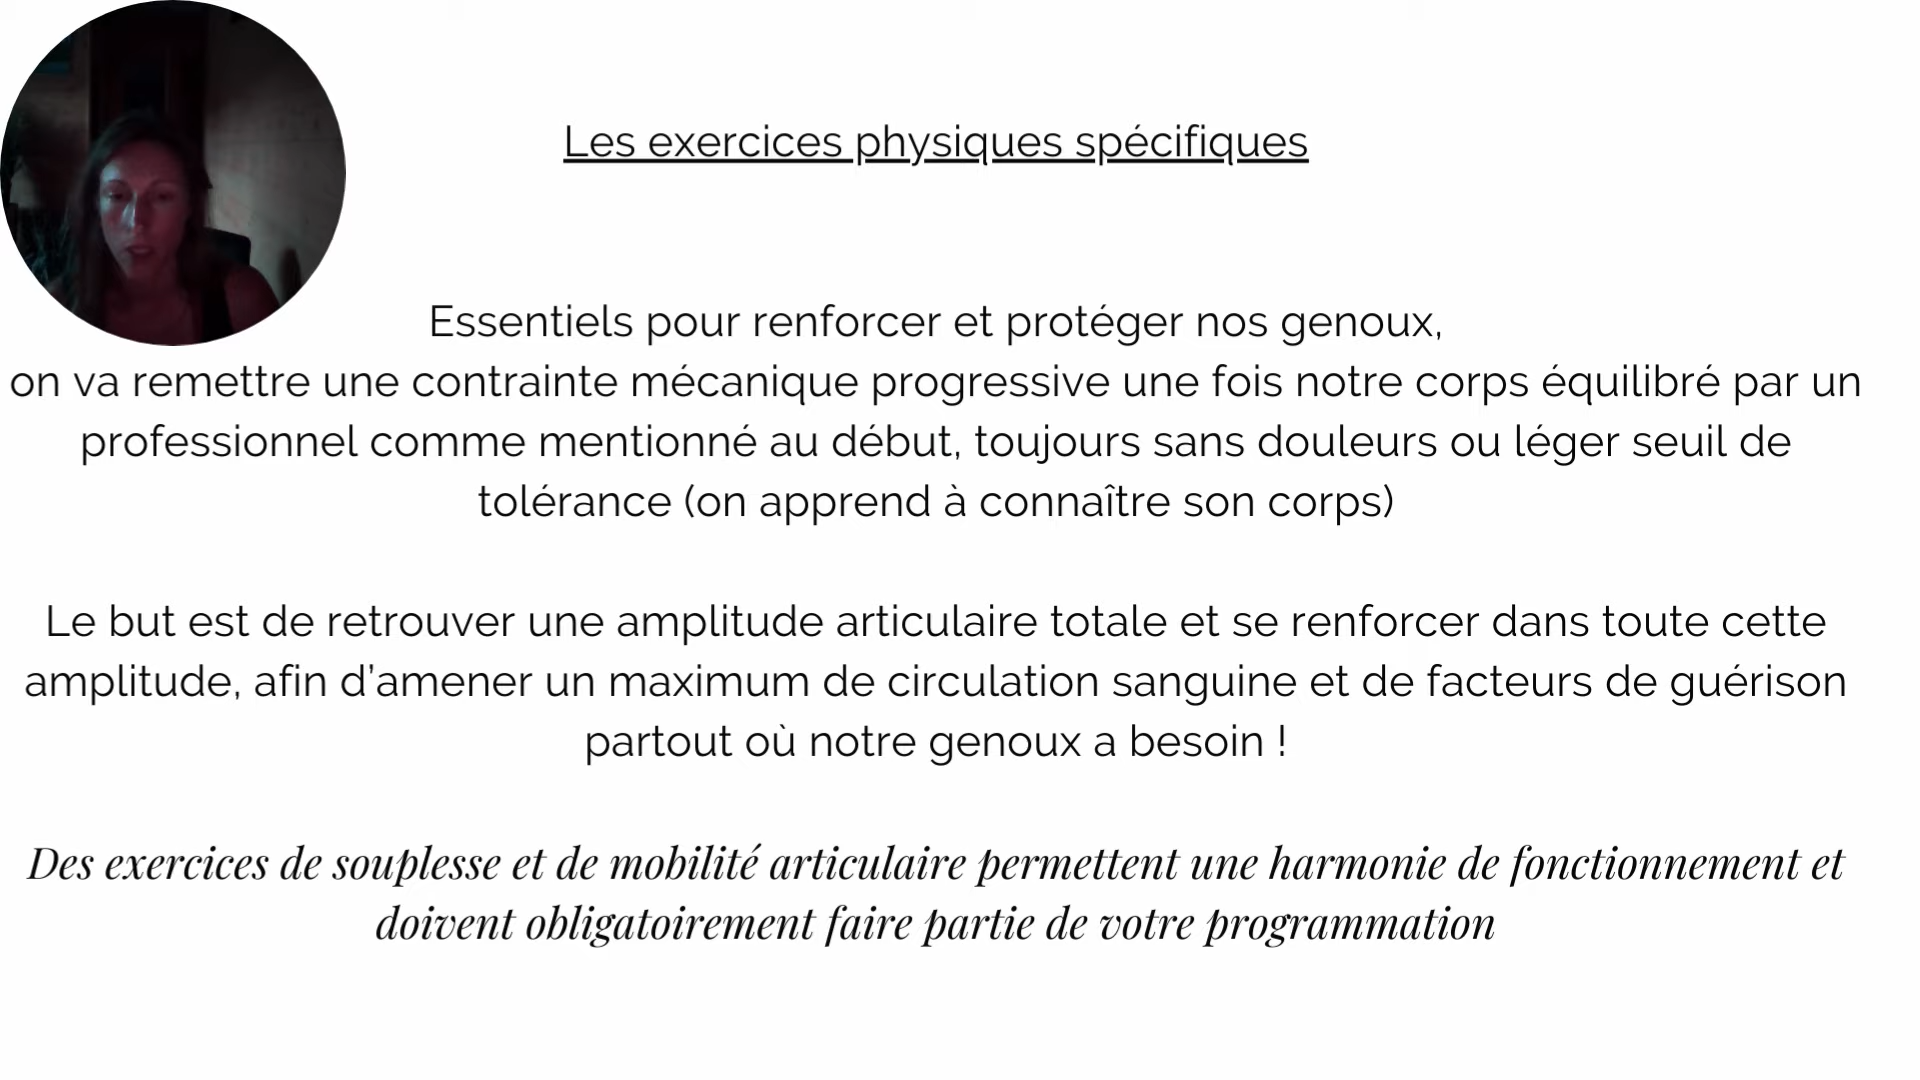 Les exercices physiques spécifiques
Essentiels pour renforcer et protéger nos genoux,
on va remettre une contrainte mécanique progressive une fois notre corps équilibré par un
professionnel comme mentionné au début, toujours sans douleurs ou léger seuil de
tolérance (on apprend à connaître son corps)
Le but est de retrouver une amplitude articulaire totale et se renforcer dans toute cette
amplitude, afin d'amener un maximum de circulation sanguine et de facteurs de guérison
partout où notre genoux a besoin !
Des exercices de souplesse et de mobilité articulaire permettent une harmonie de fonctionnement et
doivent obligatoirement faire partie de votre programmation